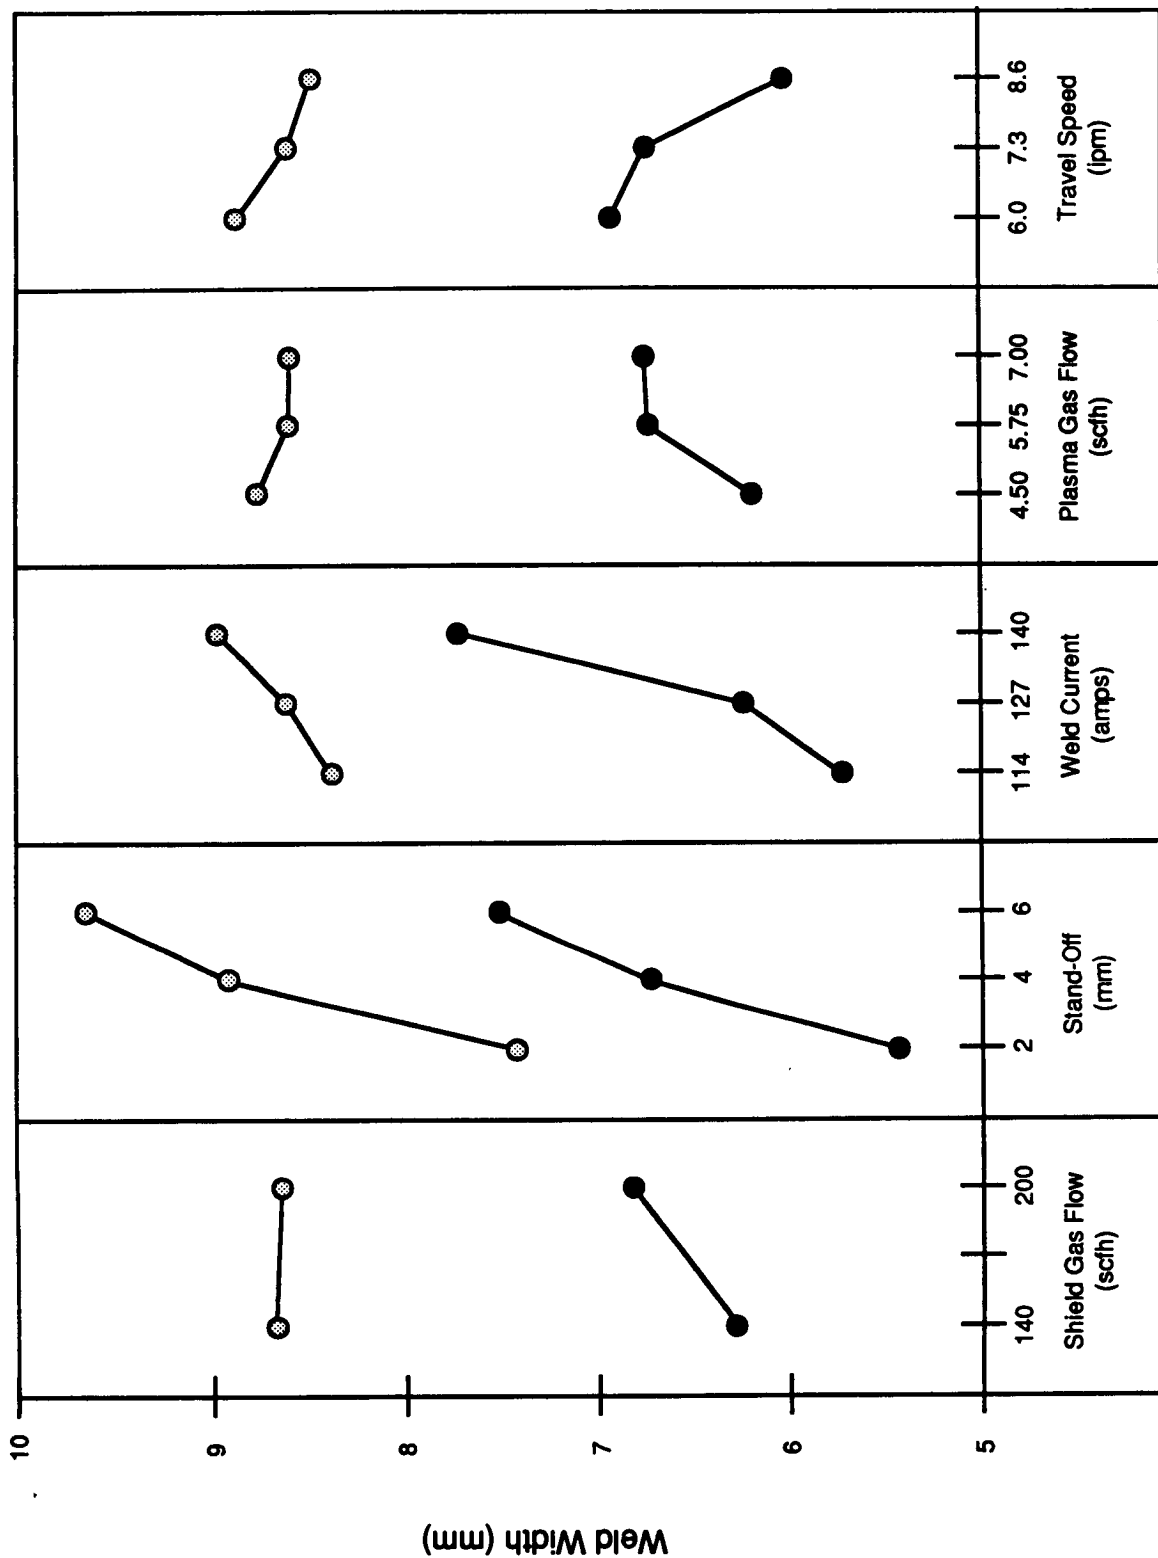 Weld Width (mm)
10
9
8
7
6
5
140 200
Shield Gas Flow
(scfh)
2 4 6
Stand-Off
(mm)
114 127 140
Weld Current
(amps)
4.50 5.75 7.00
Plasma Gas Flow
(scfh)
6.0 7.3 8.6
Travel Speed
(ipm)